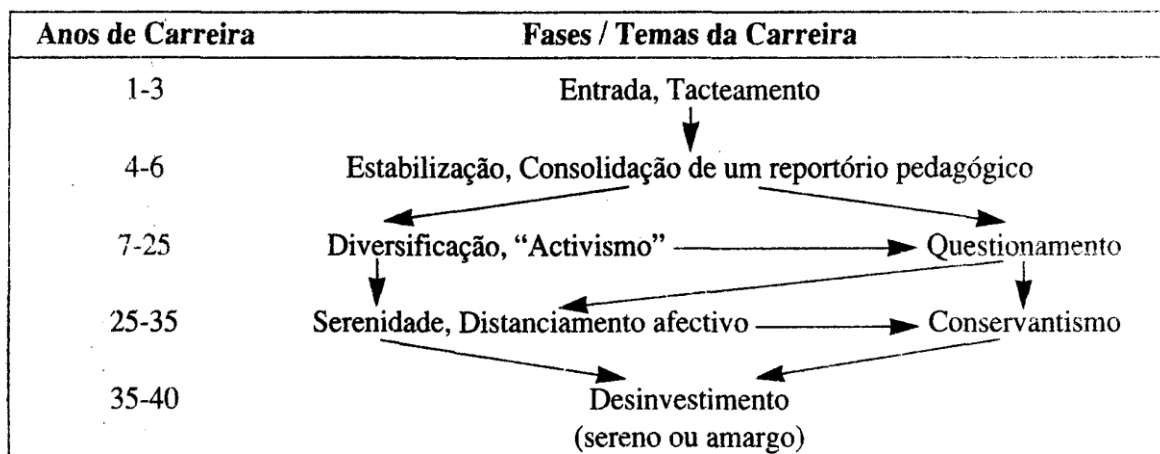 Anos de Carreira Fases / Temas da Carreira
1-3 Entrada, Tacteamento
4-6 Estabilização, Consolidação de um reportório pedagógico
7-25 Diversificação, “Activismo” Questionamento
25-35 Serenidade, Distanciamento afectivo Conservantismo
35-40 Desinvestimento
(sereno ou amargo)